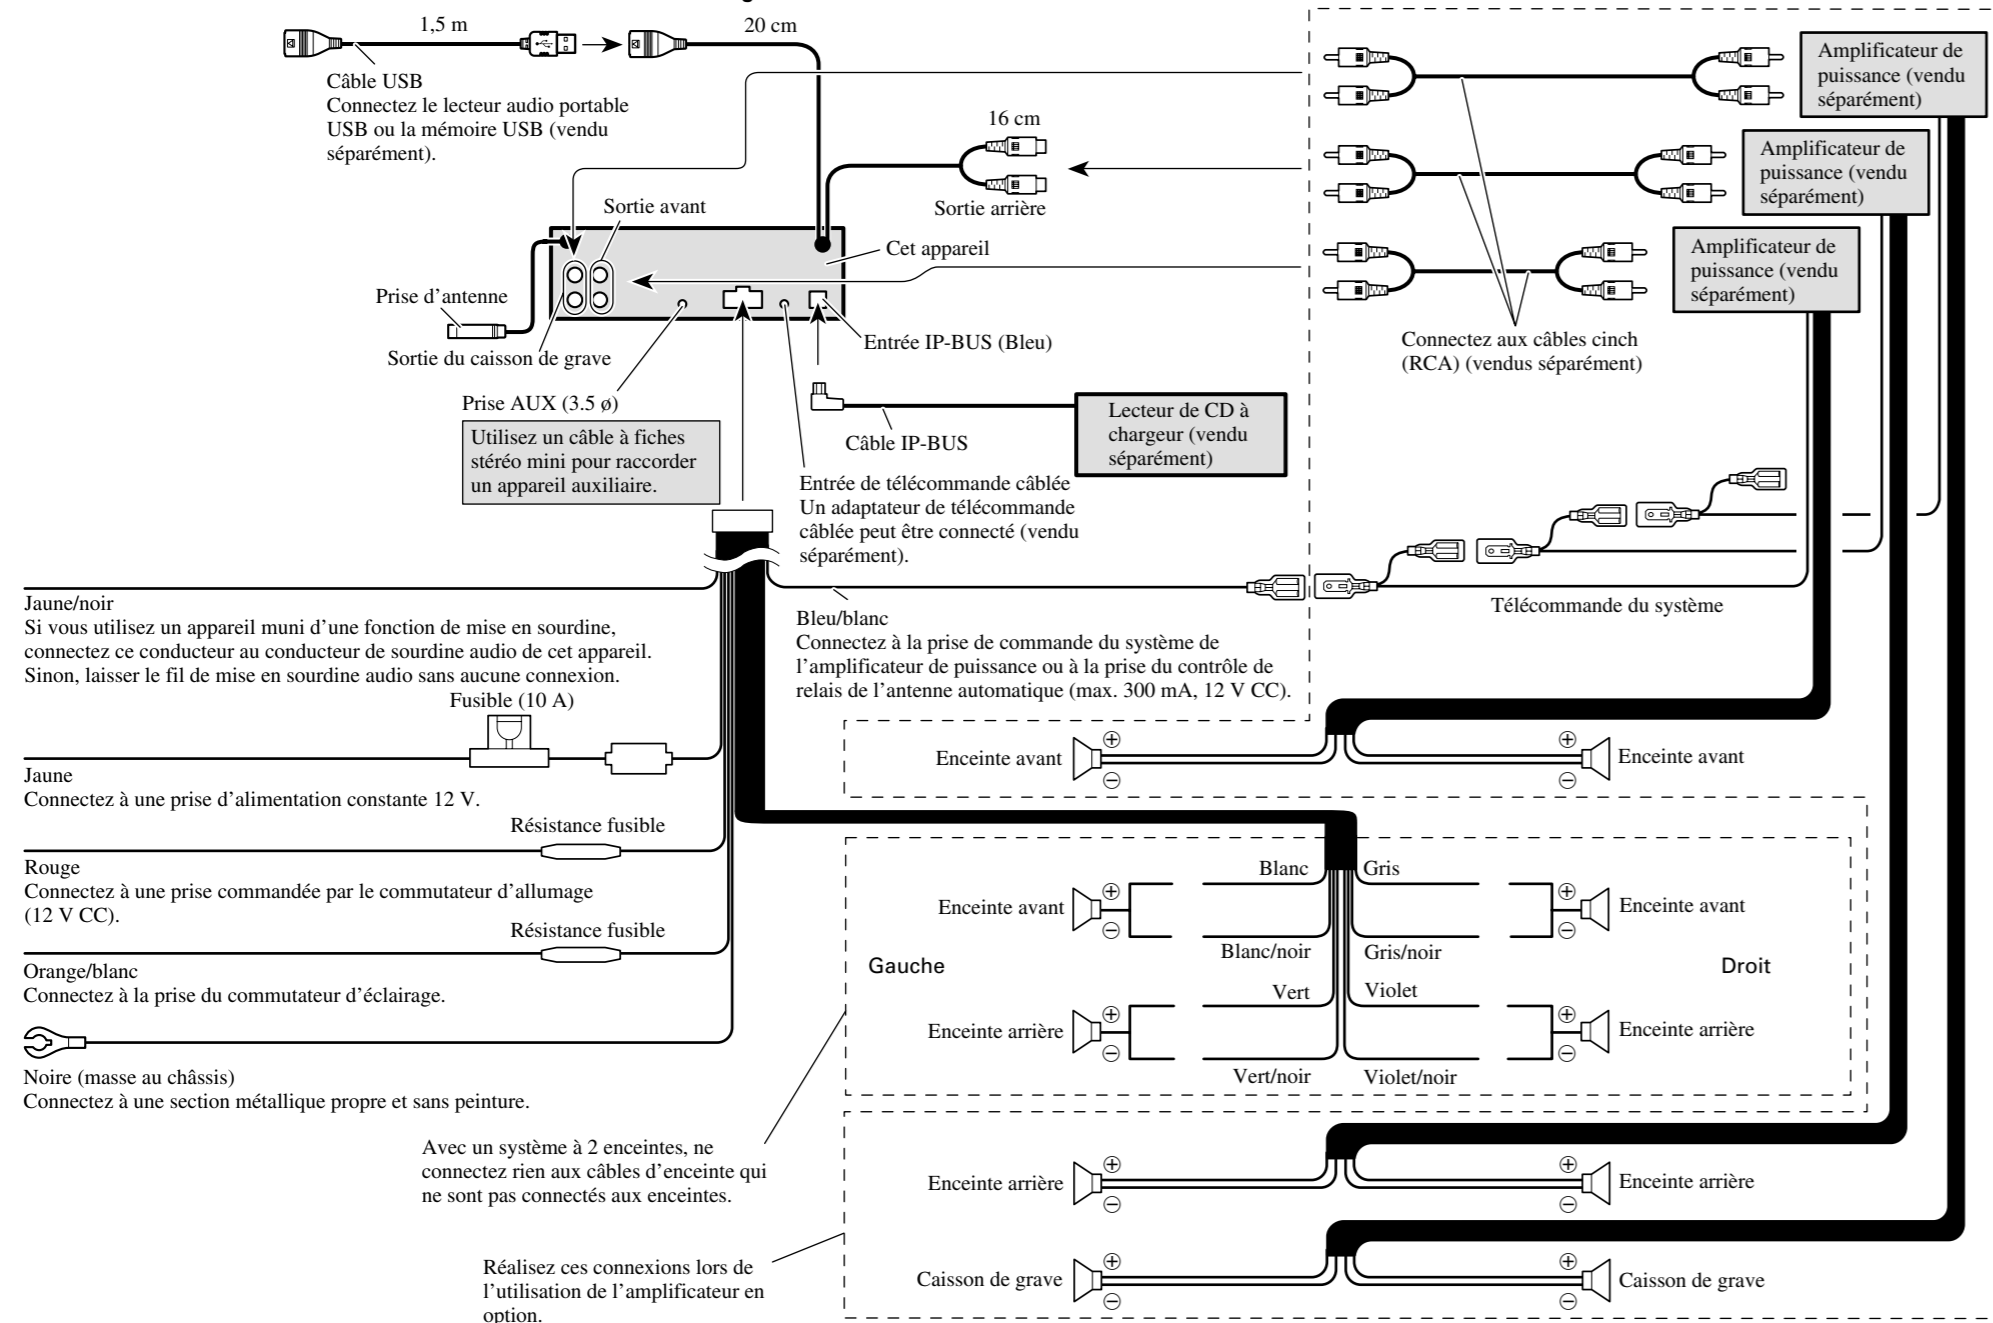 1,5 m
20 cm
Câble USB
Connectez le lecteur audio portable
USB ou la mémoire USB (vendu
séparément).
16 cm
Sortie arrière
Sortie avant
Cet appareil
Prise d’antenne
Sortie du caisson de grave
Entrée IP-BUS (Bleu)
Prise AUX (3.5 ø)
Utilisez un câble à fiches
stéréo mini pour raccorder
un appareil auxiliaire.
Câble IP-BUS
Lecteur de CD à
chargeur (vendu
séparément)
Entrée de télécommande câblée
Un adaptateur de télécommande
câblée peut être connecté (vendu
séparément).
Amplificateur de
puissance (vendu
séparément)
Amplificateur de
puissance (vendu
séparément)
Amplificateur de
puissance (vendu
séparément)
Connectez aux câbles cinch
(RCA) (vendus séparément)
Télécommande du système
Jaune/noir
Si vous utilisez un appareil muni d’une fonction de mise en sourdine,
connectez ce conducteur au conducteur de sourdine audio de cet appareil.
Sinon, laisser le fil de mise en sourdine audio sans aucune connexion.
Bleu/blanc
Connectez à la prise de commande du système de
l’amplificateur de puissance ou à la prise du contrôle de
relais de l’antenne automatique (max. 300 mA, 12 V CC).
Fusible (10 A)
Jaune
Connectez à une prise d’alimentation constante 12 V.
Résistance fusible
Rouge
Connectez à une prise commandée par le commutateur d’allumage
(12 V CC).
Résistance fusible
Orange/blanc
Connectez à la prise du commutateur d’éclairage.
Noire (masse au châssis)
Connectez à une section métallique propre et sans peinture.
Enceinte avant
⊕
⊖
⊕
⊖
Enceinte avant
Blanc
Gris
Enceinte avant
⊕
⊖
⊕
⊖
Enceinte avant
Blanc/noir
Gris/noir
Gauche
Droit
Vert
Violet
Enceinte arrière
⊕
⊖
⊕
⊖
Enceinte arrière
Vert/noir
Violet/noir
Avec un système à 2 enceintes, ne
connectez rien aux câbles d’enceinte qui
ne sont pas connectés aux enceintes.
Enceinte arrière
⊕
⊖
⊕
⊖
Enceinte arrière
Réalisez ces connexions lors de
l’utilisation de l’amplificateur en
option.
Caisson de grave
⊕
⊖
⊕
⊖
Caisson de grave